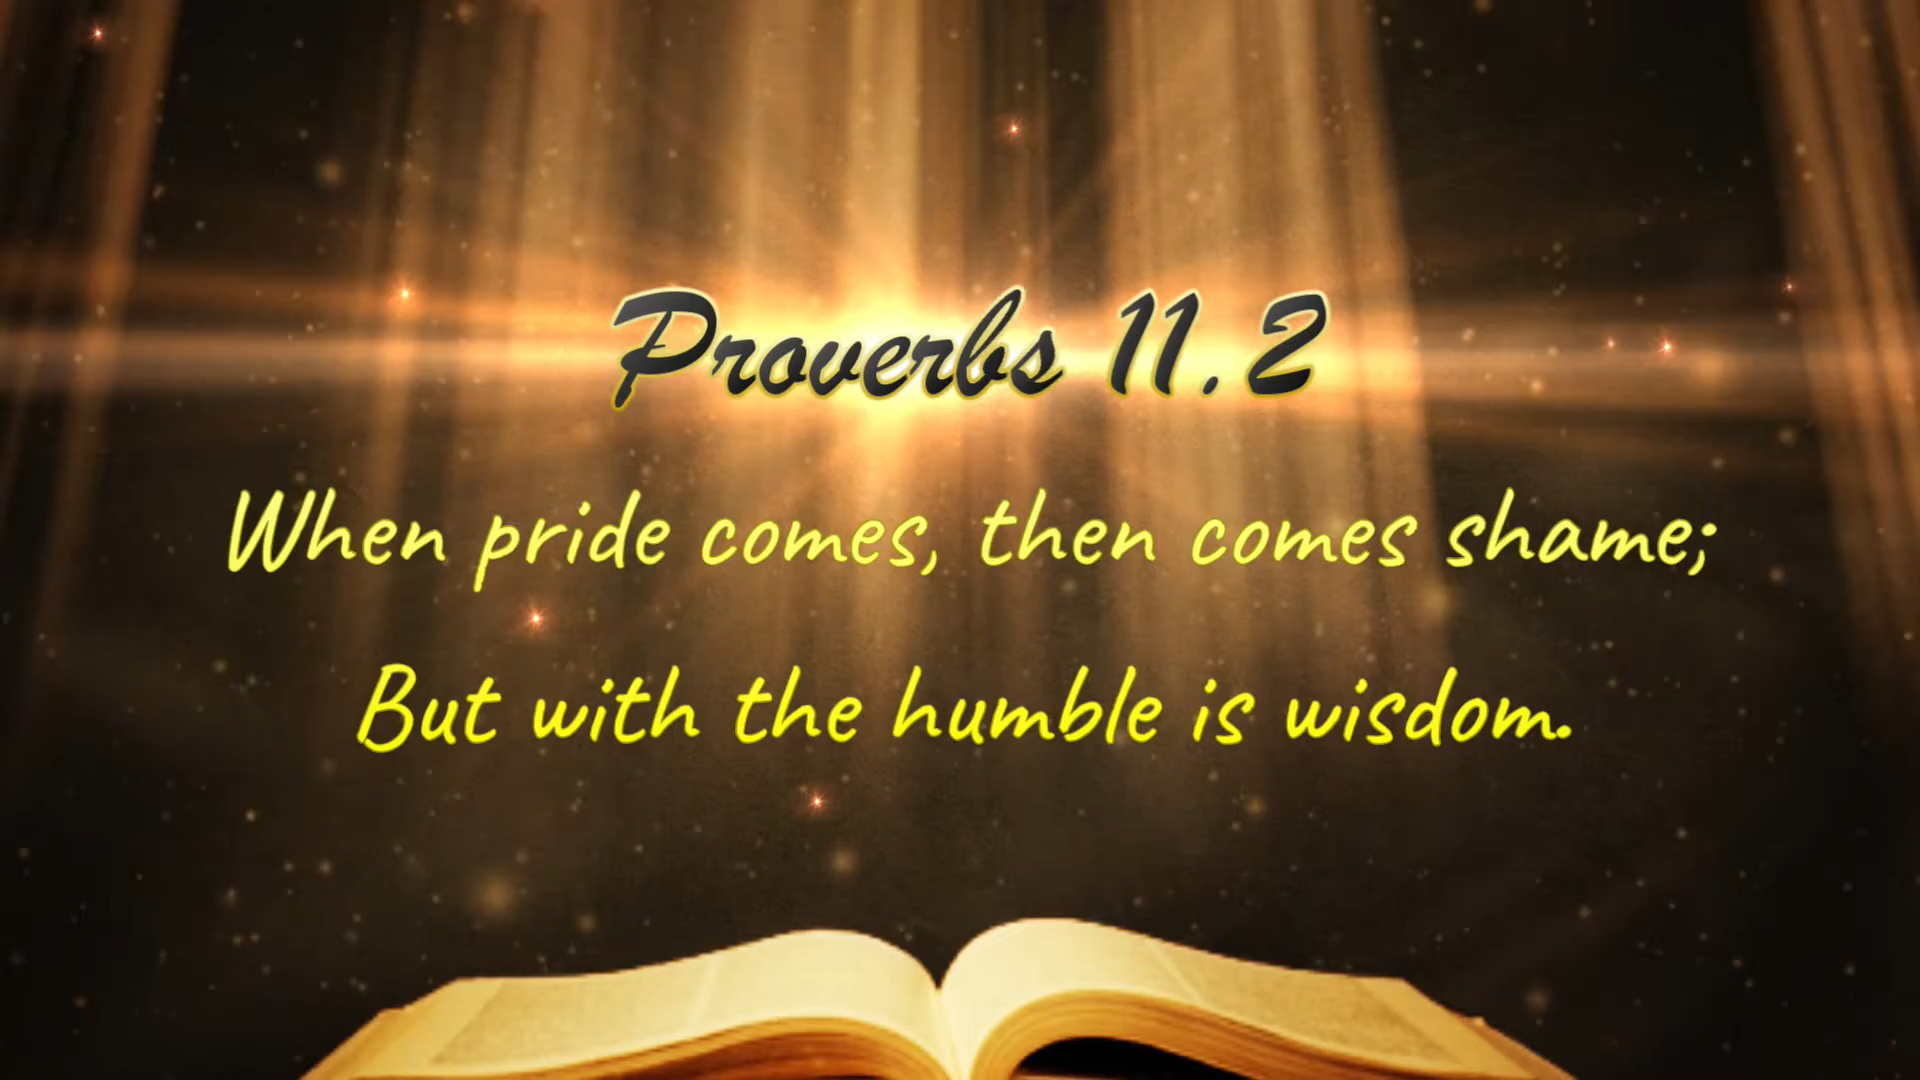 Proverbs 11.2
When pride comes, then comes shame;
But with the humble is wisdom.